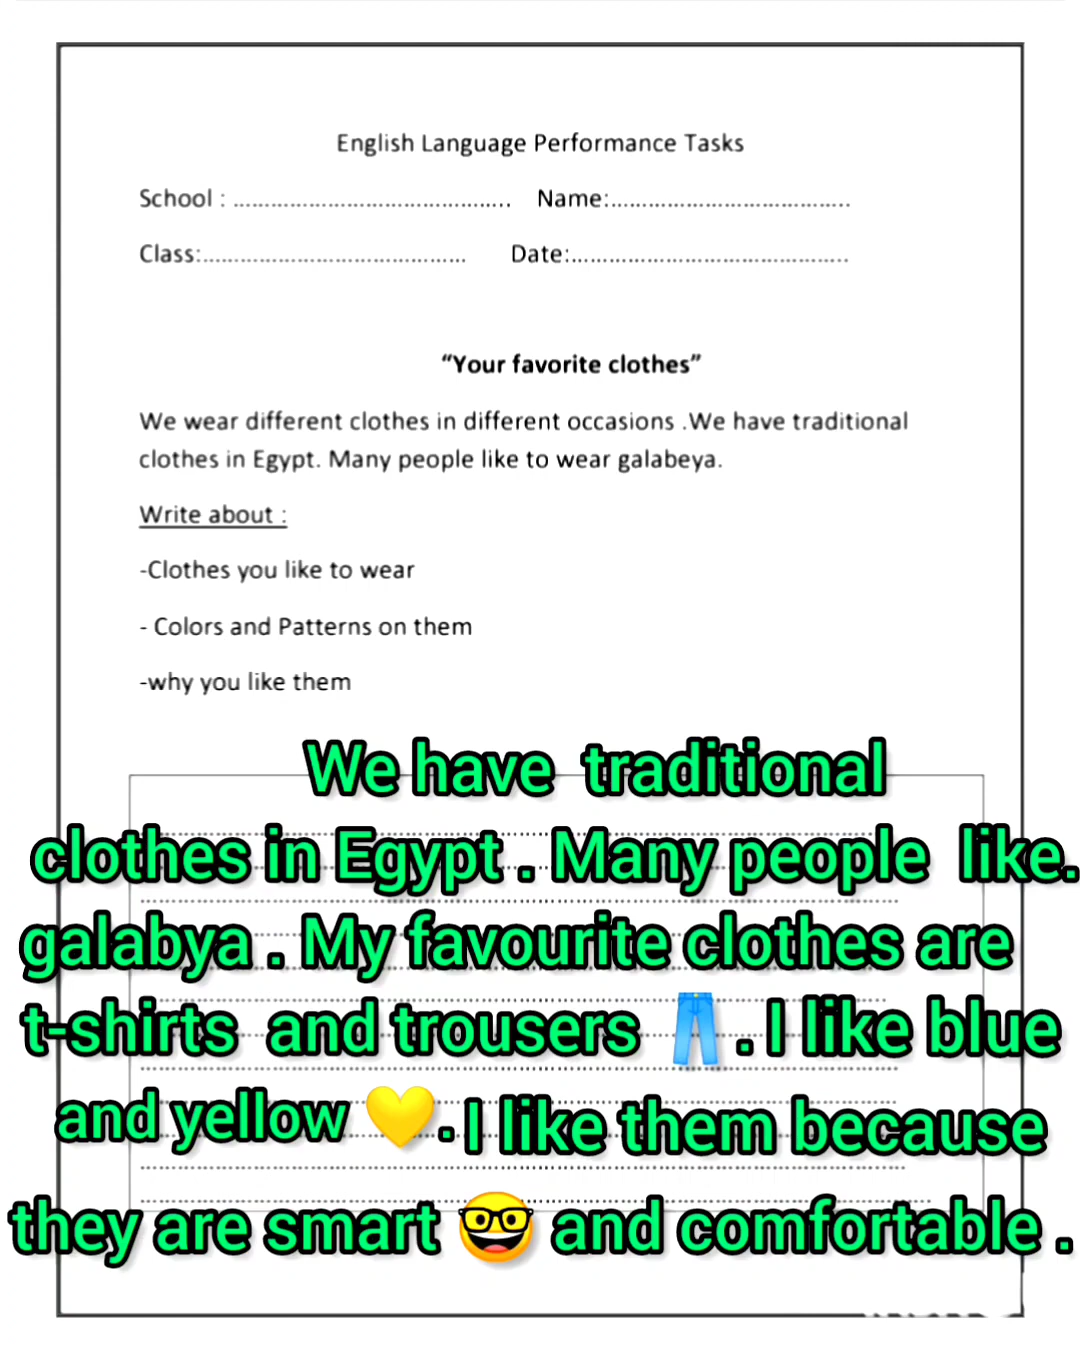 English Language Performance Tasks
School : ............................................ Name:......................................
Class:.......................................... Date:............................................
“Your favorite clothes”
We wear different clothes in different occasions .We have traditional
clothes in Egypt. Many people like to wear galabeya.
Write about :
-Clothes you like to wear
- Colors and Patterns on them
-why you like them
We have traditional
clothes in Egypt . Many people like.
galabya . My favourite clothes are
t-shirts and trousers 👖 . I like blue
and yellow 💛 . I like them because
they are smart 🤓 and comfortable .